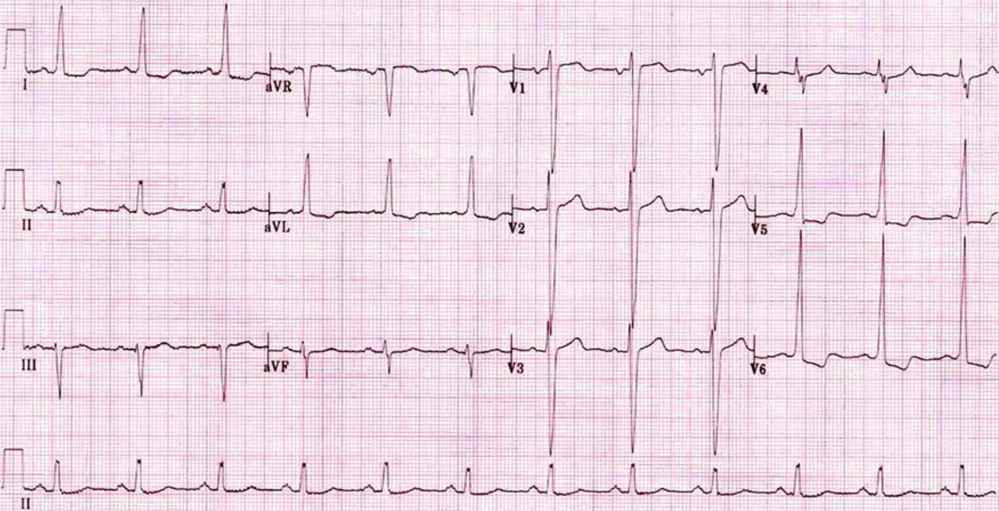 I aVR V1 V4
II aVL V2 V5
III aVF V3 V6
II